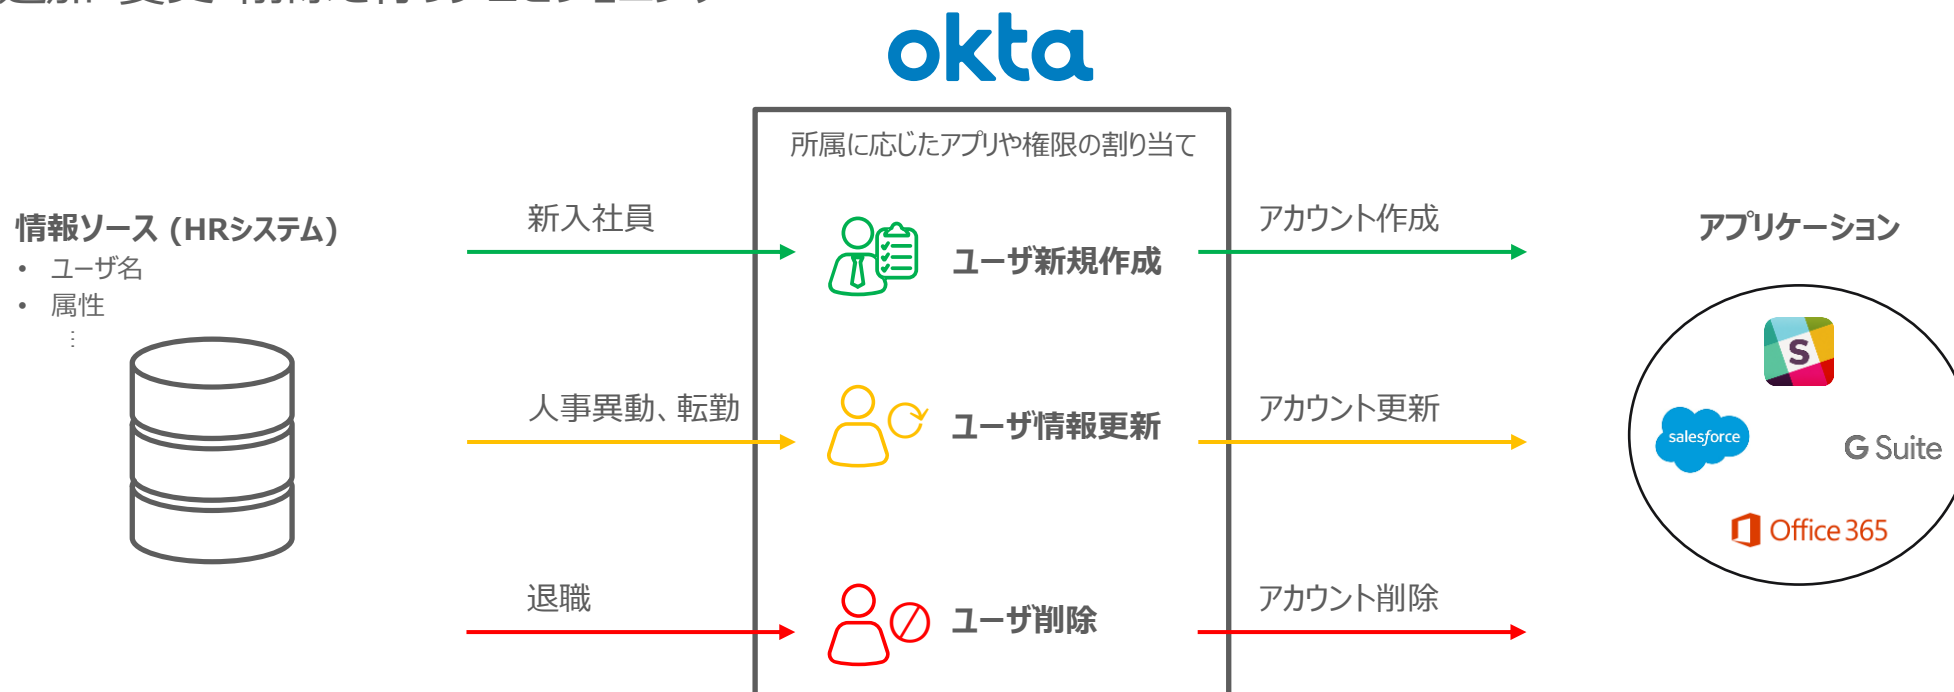 okta
所属に応じたアプリや権限の割り当て
情報ソース (HRシステム)
• ユーザ名
• 属性
⋮
新入社員
ユーザ新規作成
アカウント作成
人事異動、転勤
ユーザ情報更新
アカウント更新
退職
ユーザ削除
アカウント削除
アプリケーション
S
salesforce
G Suite
Office 365